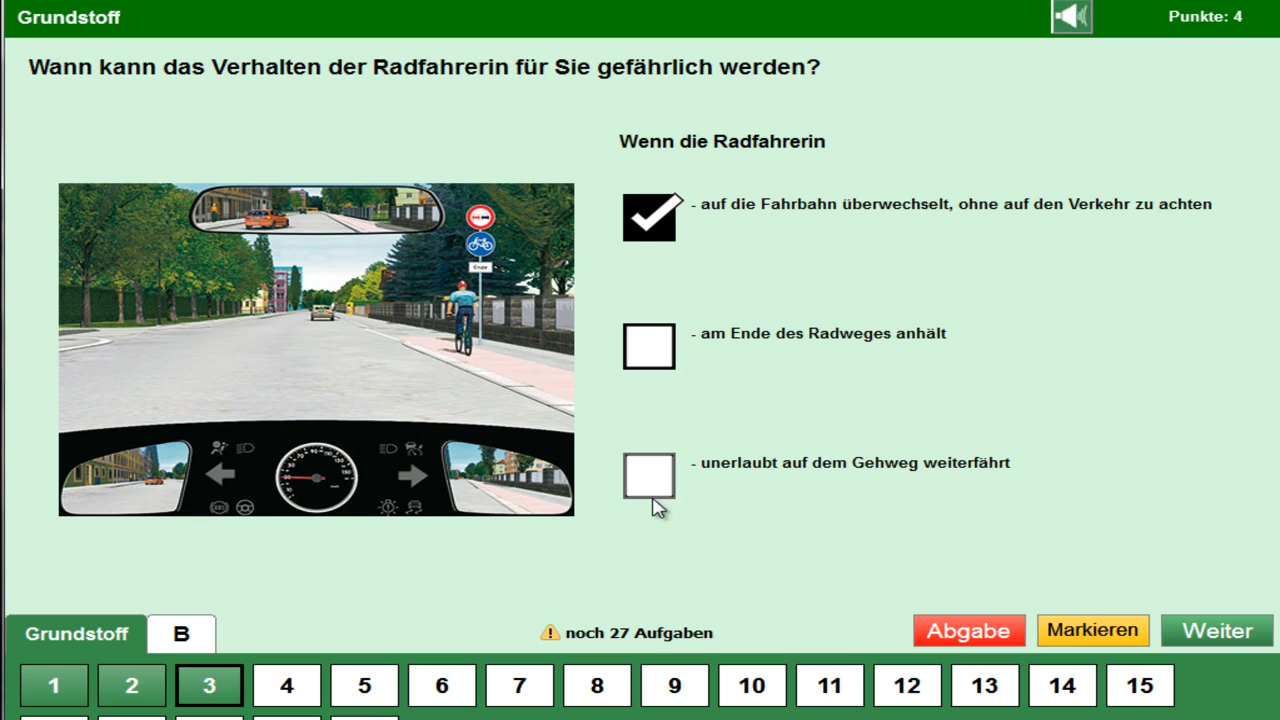 Grundstoff
Punkte: 4
Wann kann das Verhalten der Radfahrerin für Sie gefährlich werden?
Wenn die Radfahrerin
- auf die Fahrbahn überwechselt, ohne auf den Verkehr zu achten
- am Ende des Radweges anhält
- unerlaubt auf dem Gehweg weiterfährt
Ende
Grundstoff
B
noch 27 Aufgaben
Abgabe
Markieren
Weiter
1 2 3 4 5 6 7 8 9 10 11 12 13 14 15